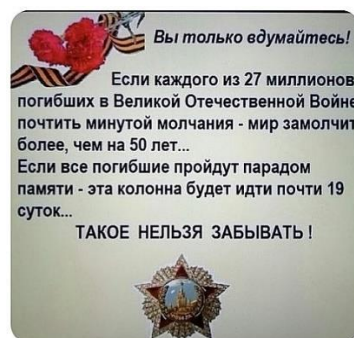 Вы только вдумайтесь!
Если каждого из 27 миллионов
погибших в Великой Отечественной Войне
почтить минутой молчания - мир замолчит
более, чем на 50 лет...
Если все погибшие пройдут парадом
памяти - эта колонна будет идти почти 19
суток...
ТАКОЕ НЕЛЬЗЯ ЗАБЫВАТЬ !